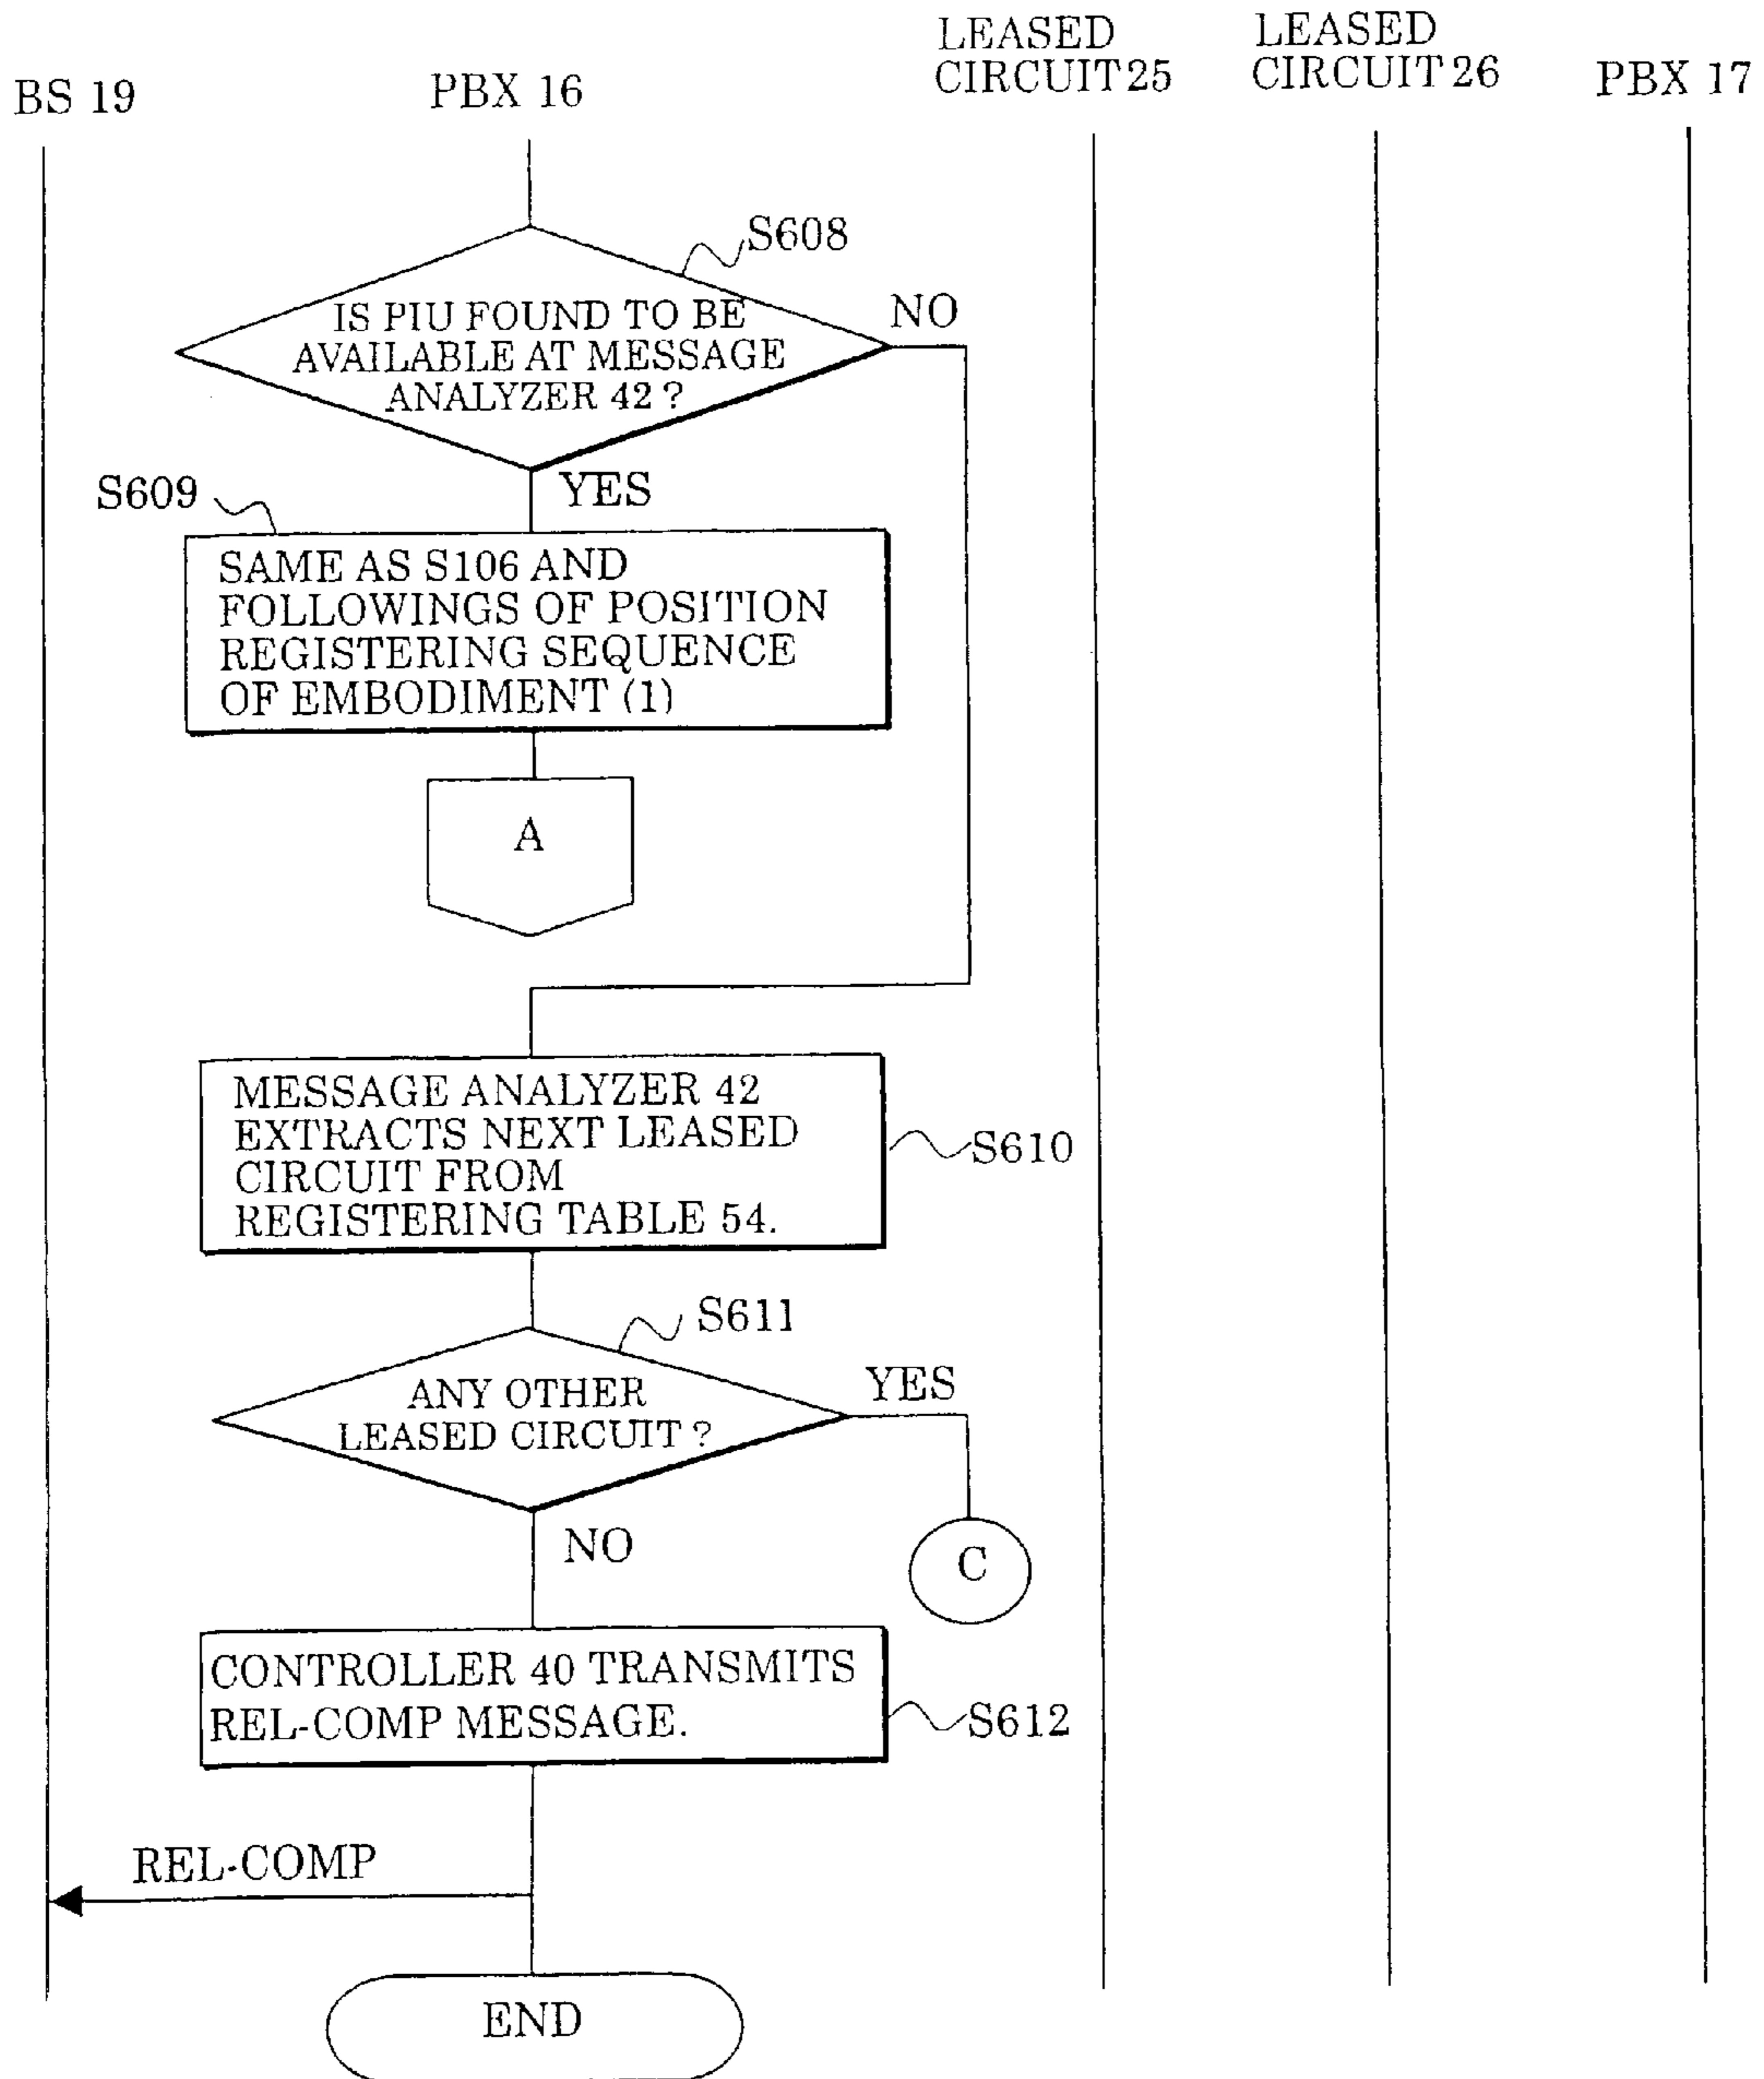 BS 19
PBX 16
LEASED
CIRCUIT 25
LEASED
CIRCUIT 26
PBX 17
S608
IS PIU FOUND TO BE
AVAILABLE AT MESSAGE
ANALYZER 42 ?
NO
YES
S609
SAME AS S106 AND
FOLLOWINGS OF POSITION
REGISTERING SEQUENCE
OF EMBODIMENT (1)
A
MESSAGE ANALYZER 42
EXTRACTS NEXT LEASED
CIRCUIT FROM
REGISTERING TABLE 54.
S610
S611
ANY OTHER
LEASED CIRCUIT ?
YES
NO
C
CONTROLLER 40 TRANSMITS
REL-COMP MESSAGE.
S612
REL-COMP
END